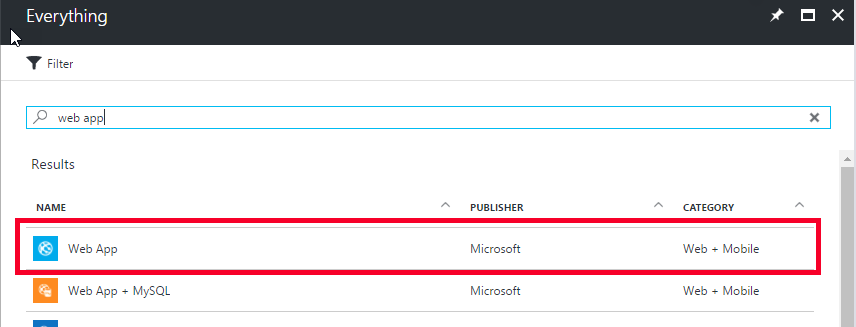 Everything
Filter
web app
Results
NAME PUBLISHER CATEGORY
Web App Microsoft Web + Mobile
Web App + MySQL Microsoft Web + Mobile